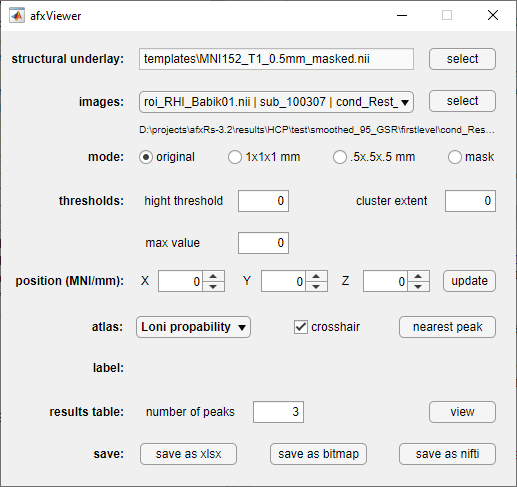 afxViewer
structural underlay: templates\MNI152_T1_0.5mm_masked.nii select
images: roi_RHI_Babik01.nii | sub_100307 | cond_Rest_ select
D:\projects\afxRs-3.2\results\HCP\test\smoothed_95_GSR\firstlevel\cond_Res...
mode: original 1x1x1 mm .5x.5x.5 mm mask
thresholds: hight threshold 0 cluster extent 0
max value 0
position (MNI/mm): X 0 Y 0 Z 0 update
atlas: Loni propability crosshair nearest peak
label:
results table: number of peaks 3 view
save: save as xlsx save as bitmap save as nifti